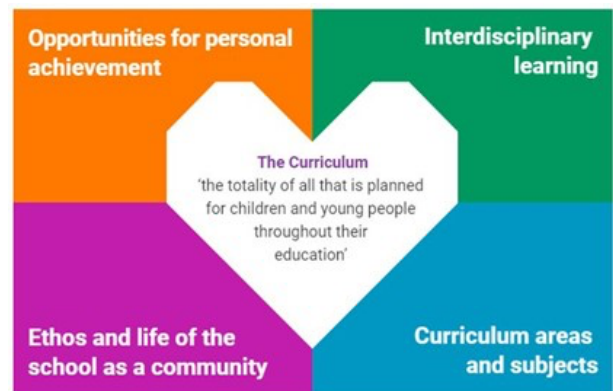 Opportunities for personal
achievement
Interdisciplinary
learning
The Curriculum
'the totality of all that is planned
for children and young people
throughout their
education'
Ethos and life of the
school as a community
Curriculum areas
and subjects